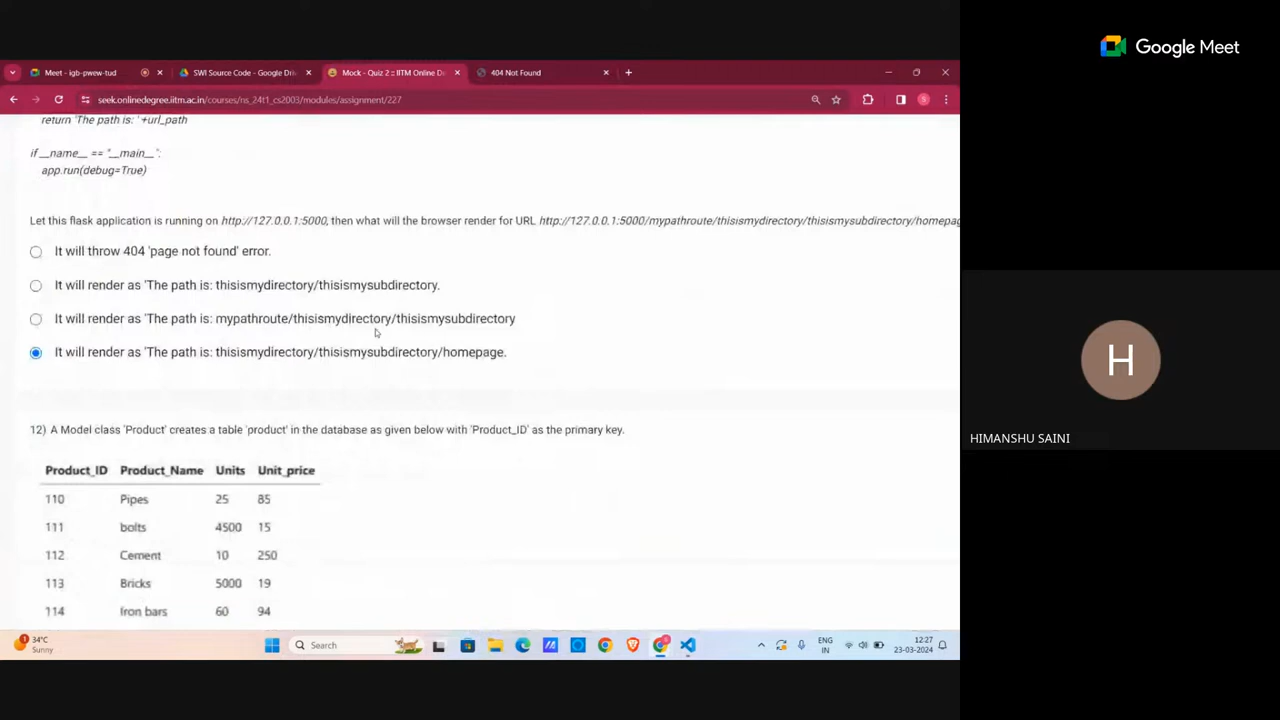 Google Meet
Meet - igb-pwew-tud
SWI Source Code - Google Dri
Mock - Quiz 2 :: IITM Online De
404 Not Found
seek.onlinedegree.iitm.ac.in/courses/ns_24t1_cs2003/modules/assignment/227
return 'The path is: ' +url_path
if __name__ == "__main__":
app.run(debug=True)
Let this flask application is running on http://127.0.0.1:5000, then what will the browser render for URL http://127.0.0.1:5000/mypathroute/thisismydirectory/thisismysubdirectory/homepag
It will throw 404 'page not found' error.
It will render as 'The path is: thisismydirectory/thisismysubdirectory.
It will render as 'The path is: mypathroute/thisismydirectory/thisismysubdirectory
It will render as 'The path is: thisismydirectory/thisismysubdirectory/homepage.
H
HIMANSHU SAINI
12) A Model class 'Product' creates a table 'product' in the database as given below with 'Product_ID' as the primary key.
Product_ID Product_Name Units Unit_price
110 Pipes 25 85
111 bolts 4500 15
112 Cement 10 250
113 Bricks 5000 19
114 Iron bars 60 94
34°C
Sunny
Search
ENG
IN
12:27
23-03-2024